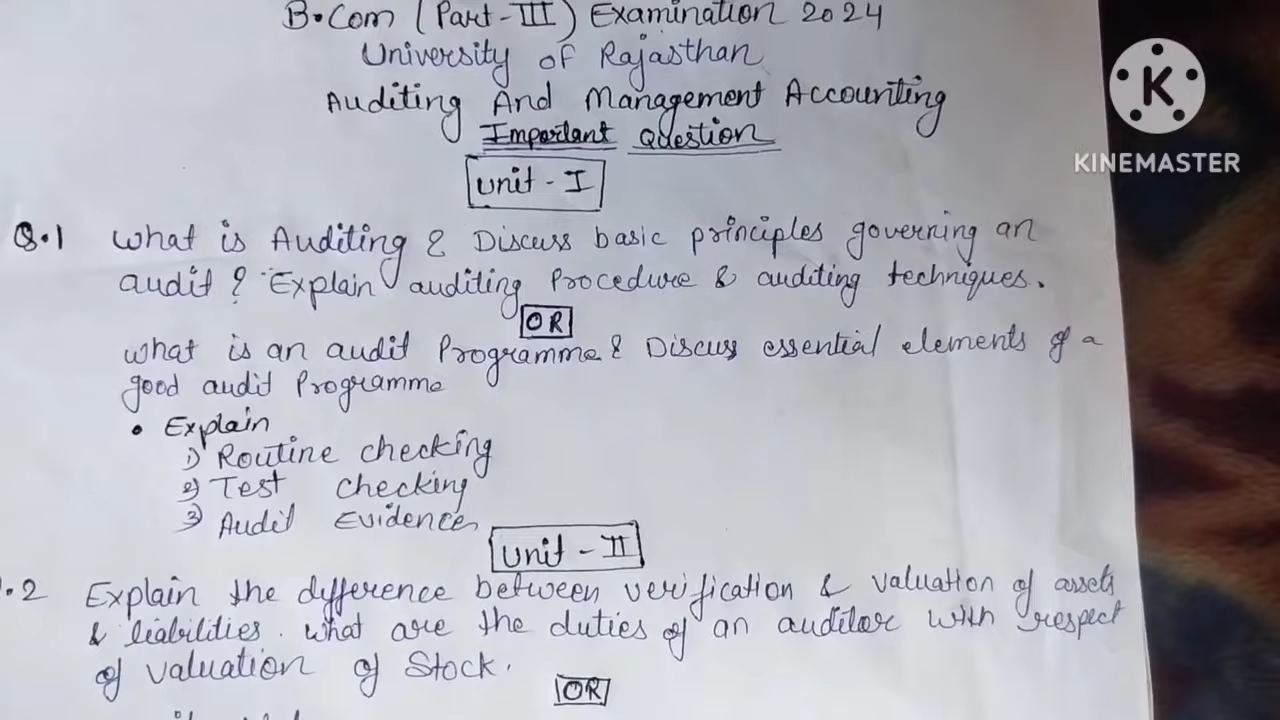 B.Com (Part-III) Examination 2024
University of Rajasthan
Auditing And Management Accounting
Important Question
Unit - I
Q.1 What is Auditing & Discuss basic principles governing an
audit? Explain auditing Procedure & auditing techniques.
OR
what is an audit Programme & Discuss essential elements of a
good audit Programme
• Explain
1) Routine checking
2) Test checking
3) Audit Evidence
Unit - II
.2 Explain the difference between verification & valuation of assets
& liabilities. what are the duties of an auditor with respect
of valuation of Stock.
OR
K
KINEMASTER